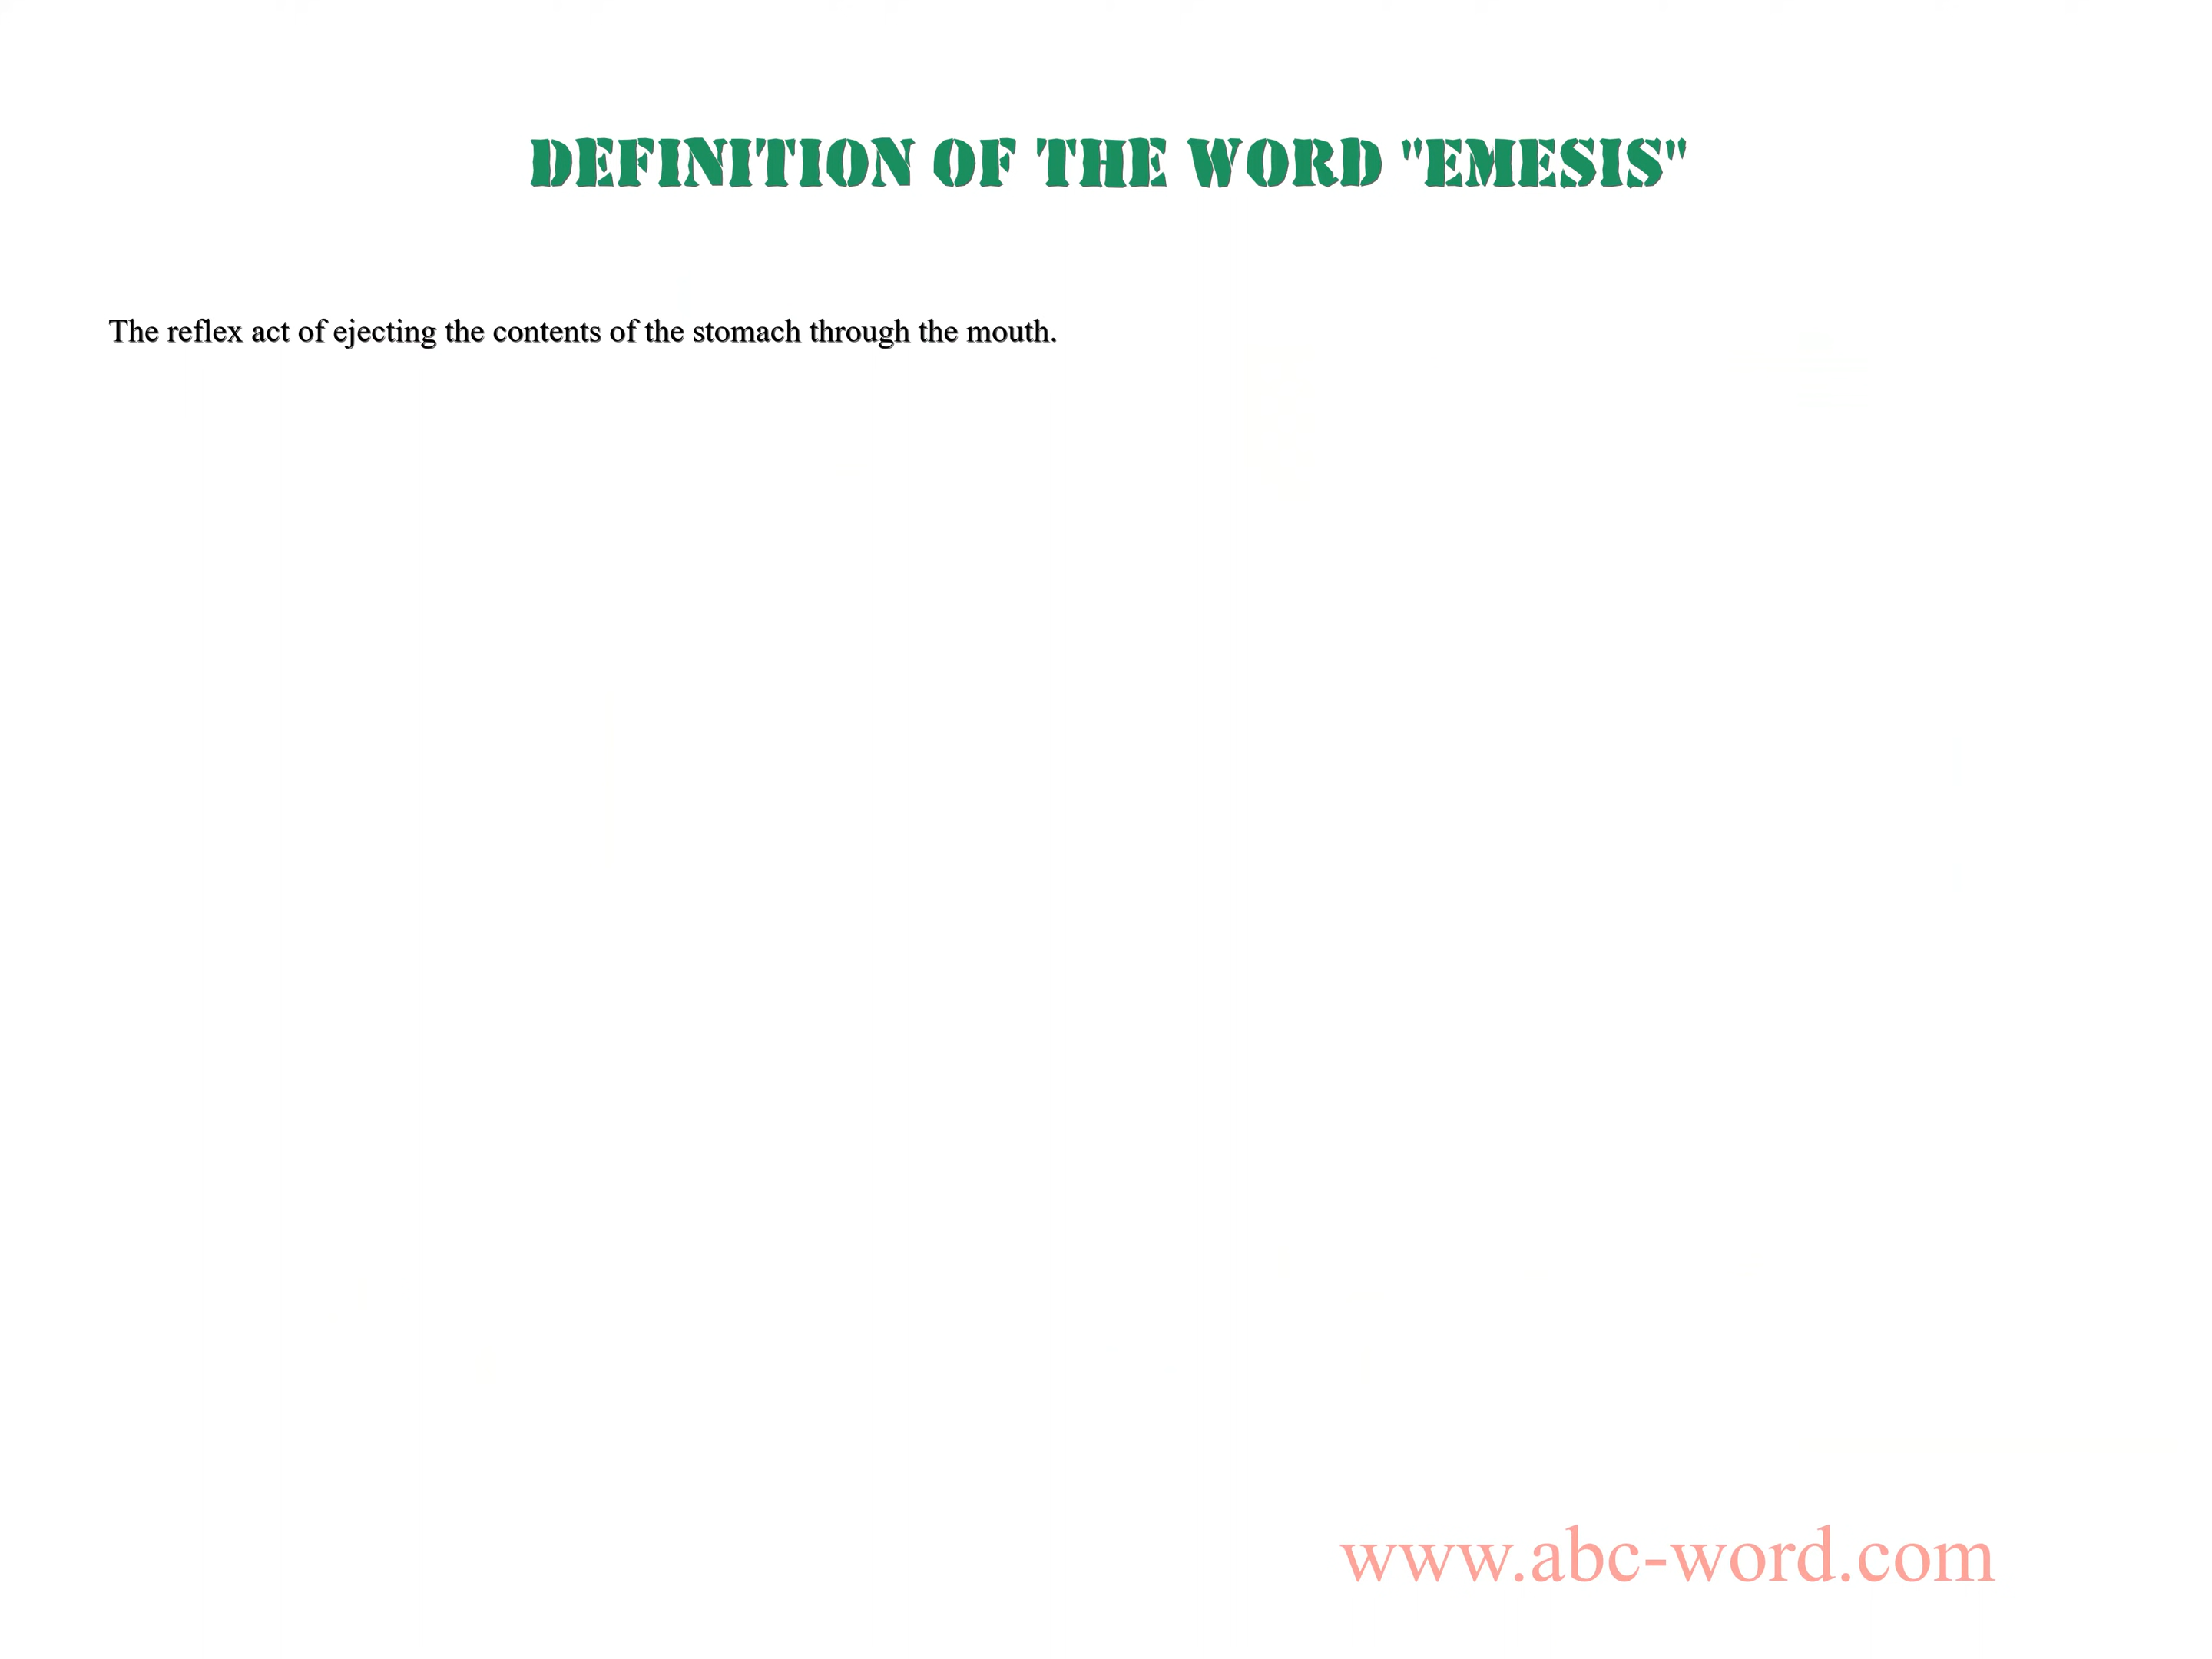 DEFINITION OF THE WORD "EMESIS"
The reflex act of ejecting the contents of the stomach through the mouth.
www.abc-word.com